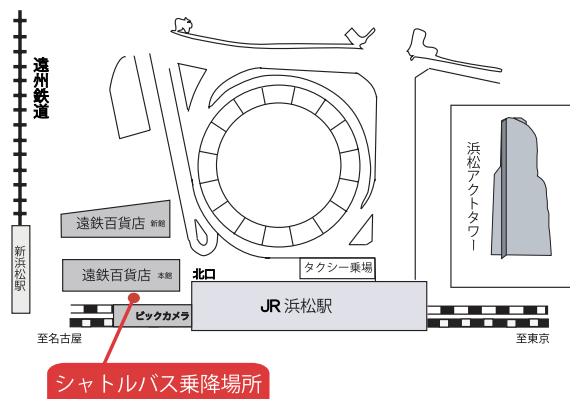 遠州鉄道
浜松アクトタワー
遠鉄百貨店 新館
新浜松駅
遠鉄百貨店 本館
北口
タクシー乗場
JR 浜松駅
ビックカメラ
至名古屋
至東京
シャトルバス乗降場所